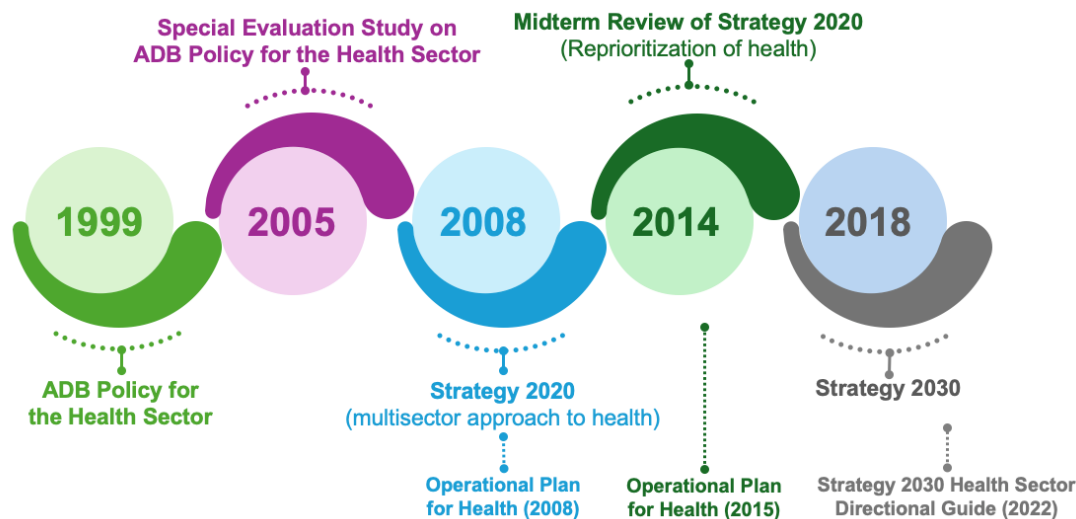 Special Evaluation Study on
ADB Policy for the Health Sector
Midterm Review of Strategy 2020
(Reprioritization of health)
1999
2005
2008
2014
2018
ADB Policy for
the Health Sector
Strategy 2020
(multisector approach to health)
Strategy 2030
Operational Plan
for Health (2008)
Operational Plan
for Health (2015)
Strategy 2030 Health Sector
Directional Guide (2022)